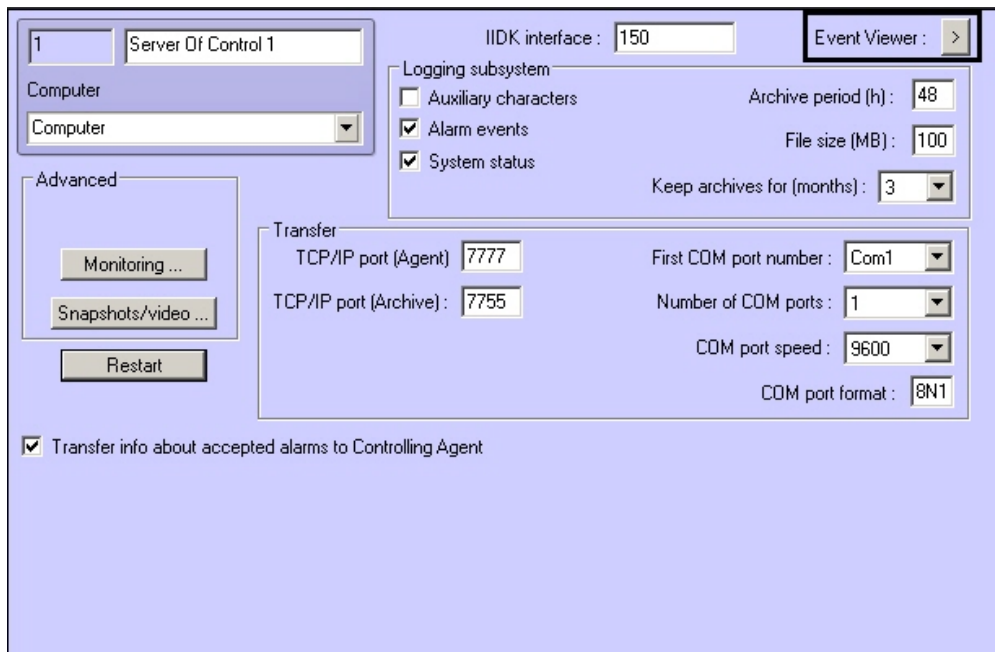 1 Server Of Control 1
Computer
Computer
IIDK interface : 150
Event Viewer : >
Logging subsystem
Auxiliary characters
Alarm events
System status
Archive period (h) : 48
File size (MB) : 100
Keep archives for (months) : 3
Advanced
Monitoring ...
Snapshots/video ...
Restart
Transfer
TCP/IP port (Agent) 7777
TCP/IP port (Archive) : 7755
First COM port number : Com1
Number of COM ports : 1
COM port speed : 9600
COM port format : 8N1
Transfer info about accepted alarms to Controlling Agent